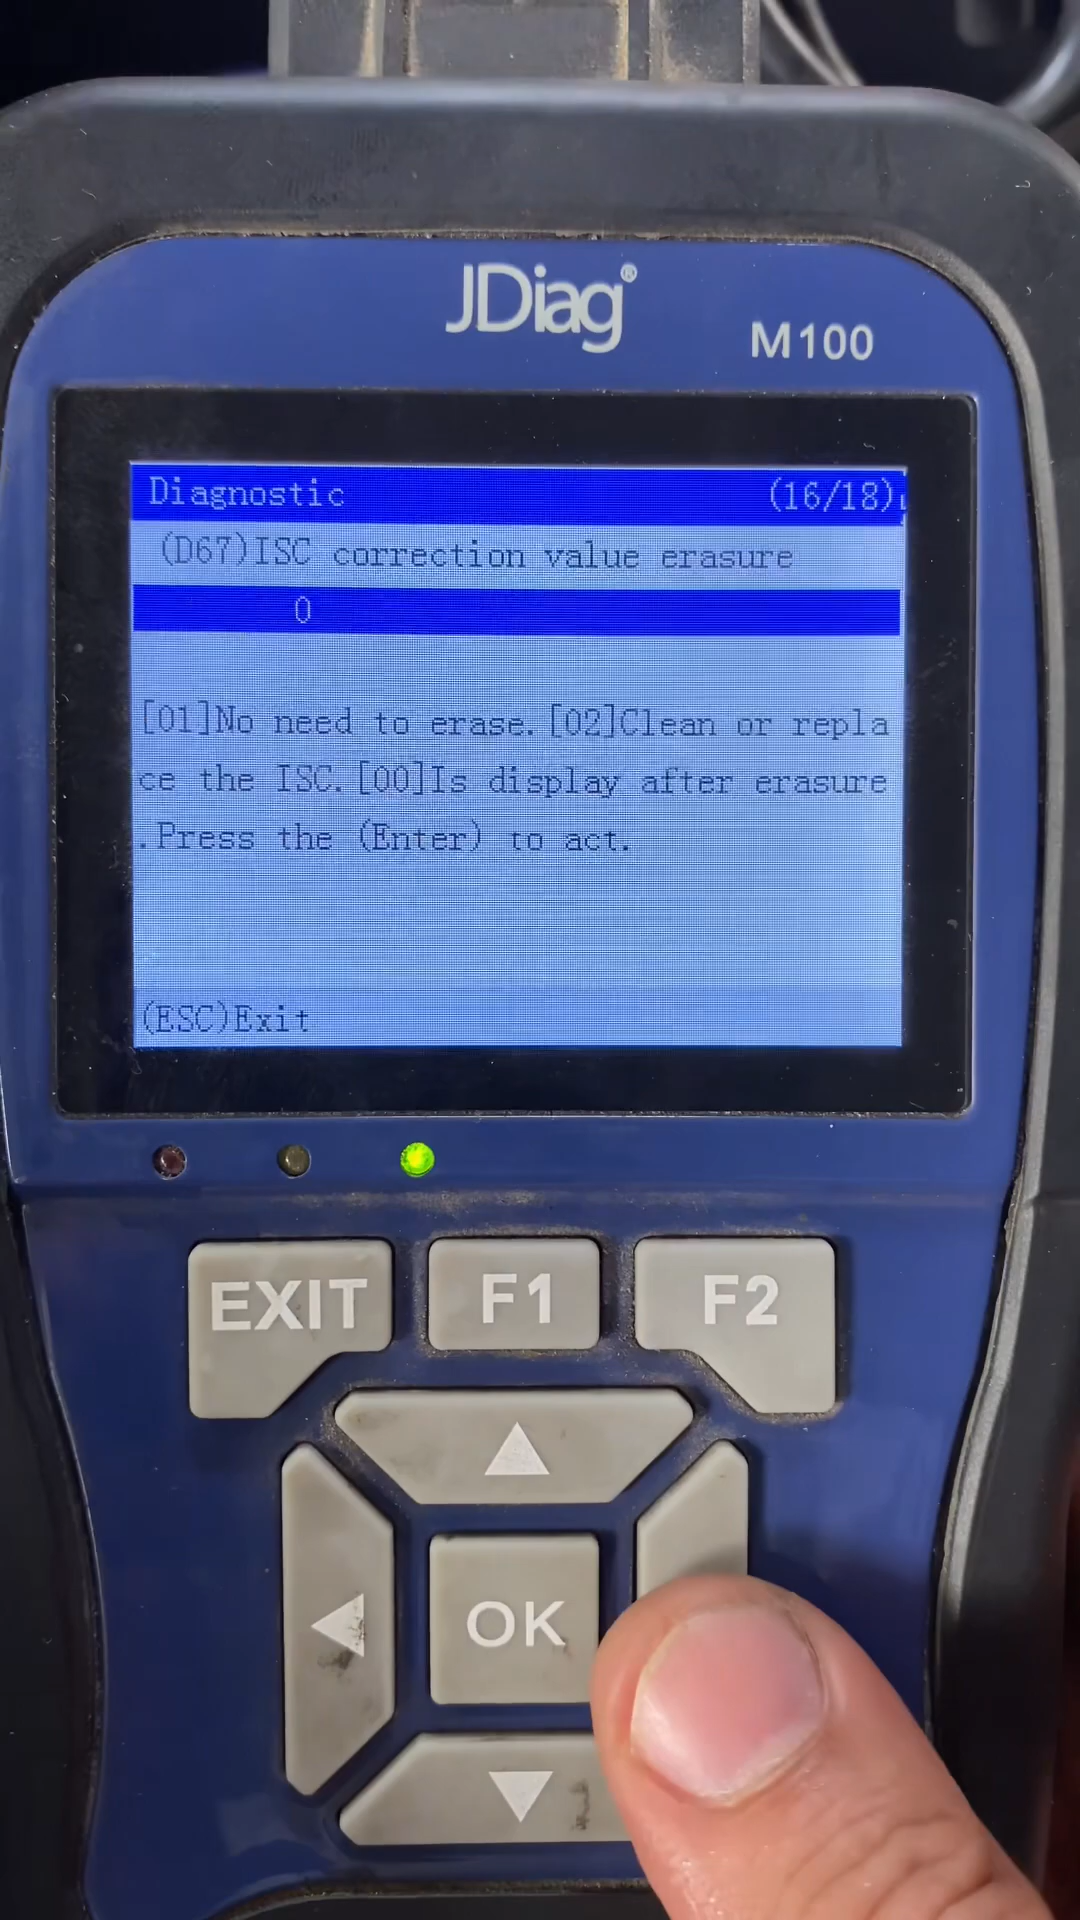 JDiag®
M100
Diagnostic (16/18)
(D67)ISC correction value erasure
0
[01]No need to erase.[02]Clean or repla
ce the ISC.[00]Is display after erasure
.Press the (Enter) to act.
(ESC)Exit
EXIT F1 F2
OK